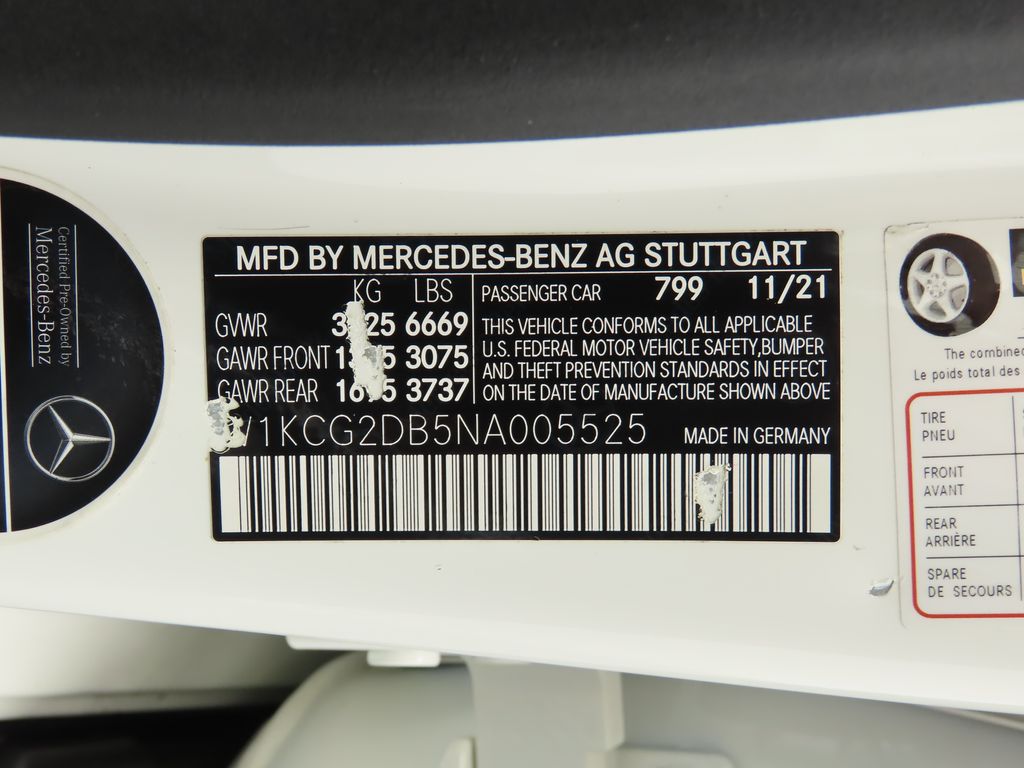 Certified Pre-Owned by
Mercedes-Benz
MFD BY MERCEDES-BENZ AG STUTTGART
KG LBS
GVWR 6669
GAWR FRONT 3075
GAWR REAR 3737
PASSENGER CAR 799 11/21
THIS VEHICLE CONFORMS TO ALL APPLICABLE
U.S. FEDERAL MOTOR VEHICLE SAFETY,BUMPER
AND THEFT PREVENTION STANDARDS IN EFFECT
ON THE DATE OF MANUFACTURE SHOWN ABOVE
1KCG2DB5NA005525
MADE IN GERMANY
The combined
Le poids total des
TIRE
PNEU
FRONT
AVANT
REAR
ARRIÈRE
SPARE
DE SECOURS